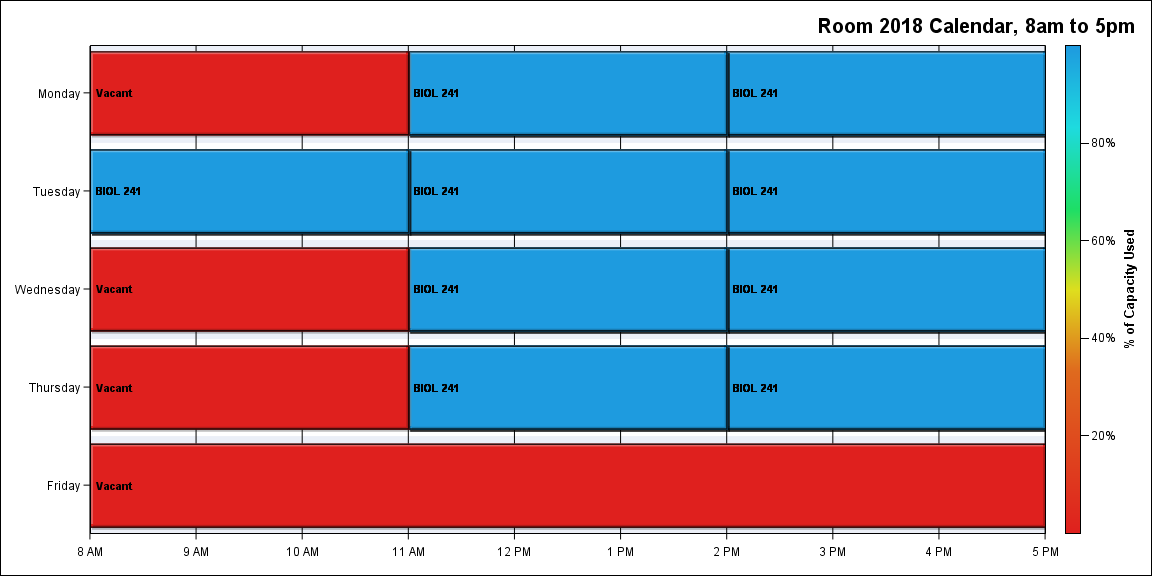 Room 2018 Calendar, 8am to 5pm
Monday
Vacant
BIOL 241
BIOL 241
Tuesday
BIOL 241
BIOL 241
BIOL 241
Wednesday
Vacant
BIOL 241
BIOL 241
Thursday
Vacant
BIOL 241
BIOL 241
Friday
Vacant
8 AM
9 AM
10 AM
11 AM
12 PM
1 PM
2 PM
3 PM
4 PM
5 PM
80%
60%
40%
20%
% of Capacity Used